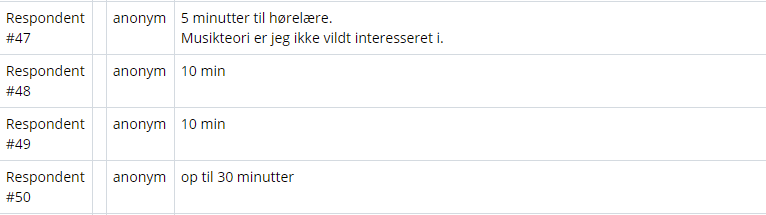 Respondent anonym 5 minutter til hørelære.
#47 Musikteori er jeg ikke vildt interesseret i.
Respondent anonym 10 min
#48
Respondent anonym 10 min
#49
Respondent anonym op til 30 minutter
#50